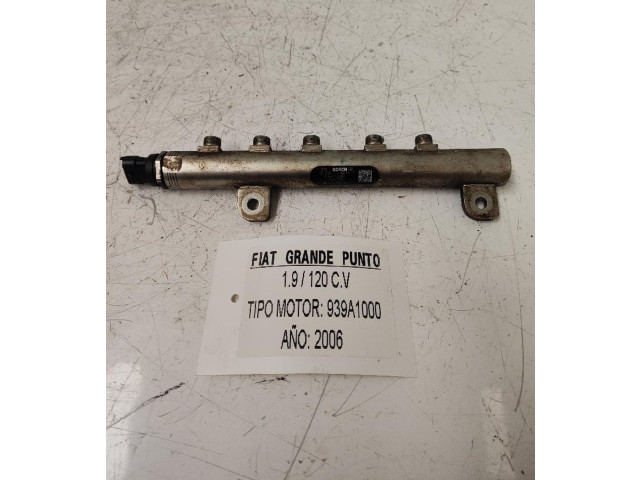 BOSCH
FIAT GRANDE PUNTO
1.9 / 120 C.V
TIPO MOTOR: 939A1000
AÑO: 2006